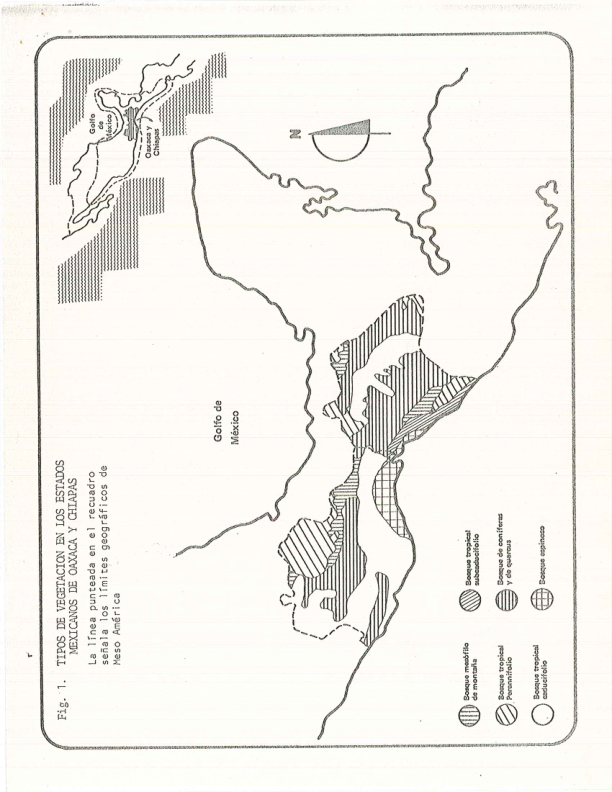 Fig. 1. TIPOS DE VEGETACION EN LOS ESTADOS
MEXICANOS DE OAXACA Y CHIAPAS
La línea punteada en el recuadro
señala los límites geográficos de
Meso América
Golfo
de
México
Oaxaca y
Chiapas
N
Golfo de
México
Bosque mesófilo
de montaña
Bosque tropical
Perennifolio
Bosque tropical
caducifolio
Bosque tropical
subcaducifolio
Bosque de coníferas
y de quercus
Bosque espinoso